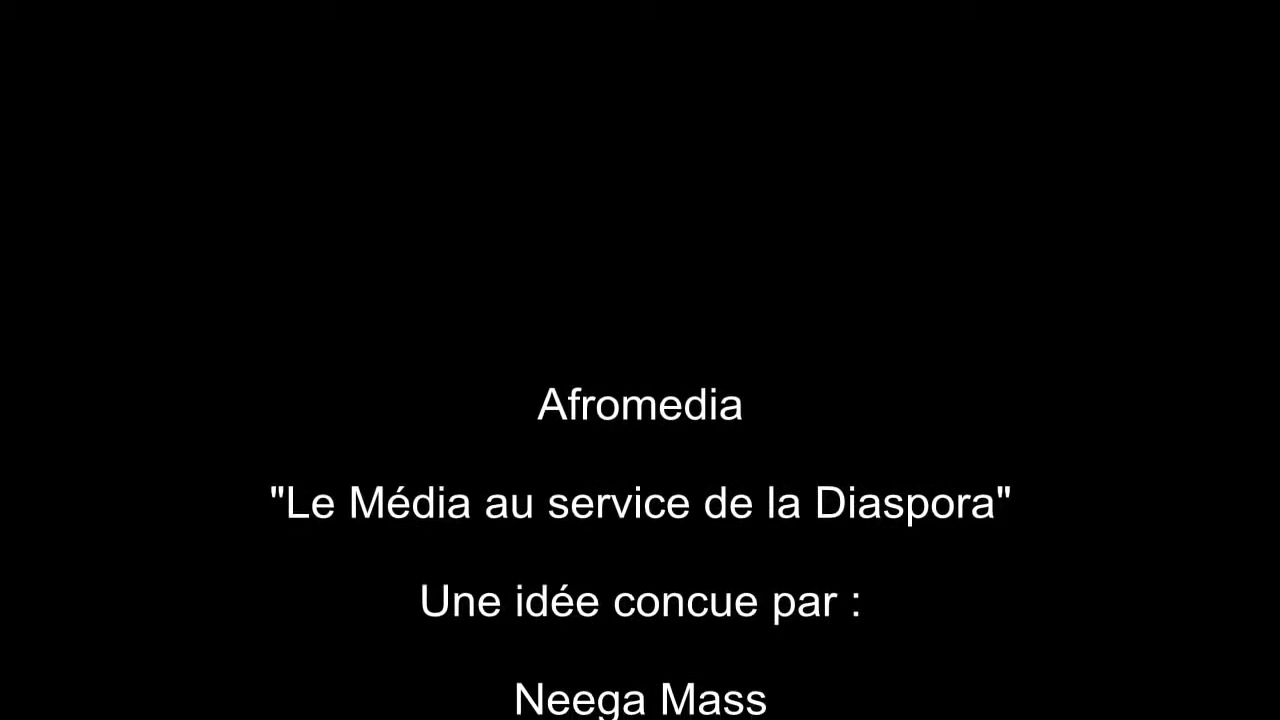 Afromedia
"Le Média au service de la Diaspora"
Une idée concue par :
Neega Mass